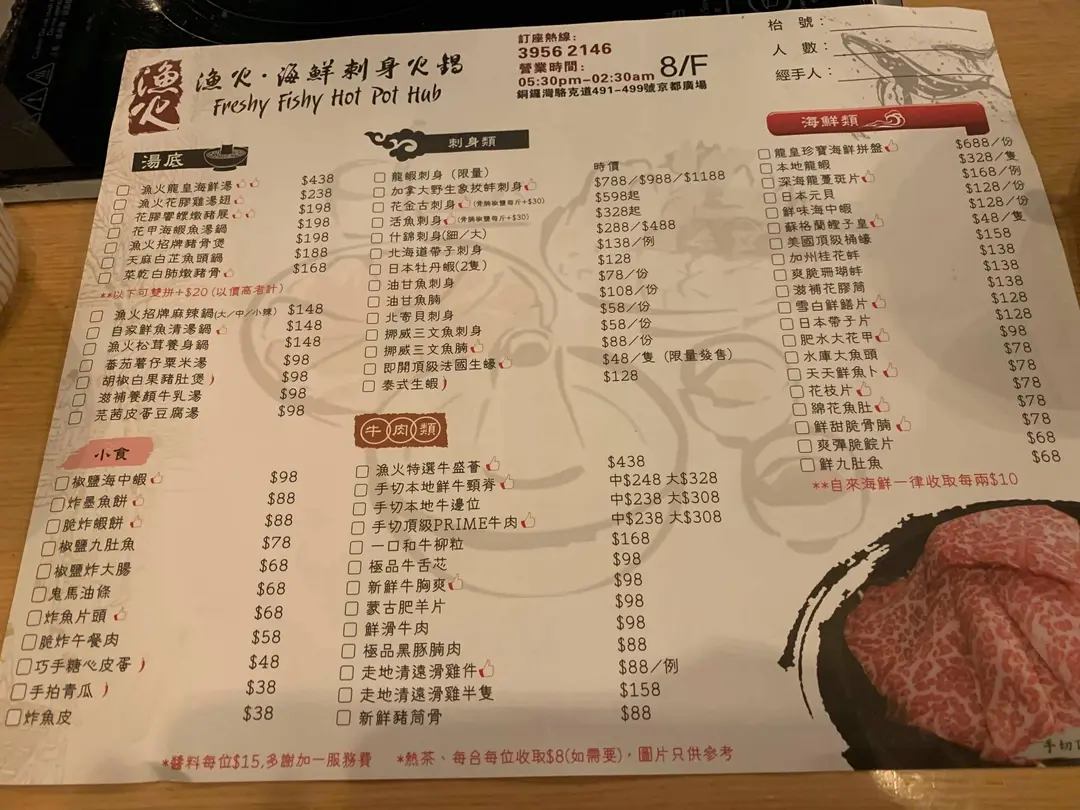 漁火
漁火·海鮮刺身火鍋
Freshy Fishy Hot Pot Hub
訂座熱線:
3956 2146
營業時間:
05:30pm-02:30am 8/F
銅鑼灣駱克道491-499號京都廣場
枱 號:
人 數:
經手人:
湯底
漁火龍皇海鮮湯 $438
漁火花膠雞湯翅 $238
花膠響螺燉豬𦟌 $198
花甲海蝦魚湯鍋 $198
漁火招牌豬骨煲 $198
天麻白芷魚頭鍋 $188
菜乾白肺燉豬骨 $168
**以下可雙拼+$20 (以價高者計)
漁火招牌麻辣鍋(大/中/小辣) $148
自家鮮魚清湯鍋 $148
漁火松茸養身鍋 $148
蕃茄薯仔粟米湯 $98
胡椒白果豬肚煲 $98
滋補養顏牛乳湯 $98
芫茜皮蛋豆腐湯 $98
小食
椒鹽海中蝦 $98
炸墨魚餅 $88
脆炸蝦餅 $88
椒鹽九肚魚 $78
椒鹽炸大腸 $68
鬼馬油條 $68
炸魚片頭 $68
脆炸午餐肉 $58
巧手糖心皮蛋 $48
手拍青瓜 $38
炸魚皮 $38
刺身類
龍蝦刺身 (限量) 時價
加拿大野生象拔蚌刺身 $788/$988/$1188
花金古刺身 (骨腩椒鹽每斤+$30) $598起
活魚刺身 (骨腩椒鹽每斤+$30) $328起
什錦刺身(細/大) $288/$488
北海道帶子刺身 $138/例
日本牡丹蝦(2隻) $128
油甘魚刺身 $78/份
油甘魚腩 $108/份
北寄貝刺身 $58/份
挪威三文魚刺身 $58/份
挪威三文魚腩 $88/份
即開頂級法國生蠔 $48/隻 (限量發售)
泰式生蝦 $128
牛肉類
漁火特選牛盛薈 $438
手切本地鮮牛頸脊 中$248 大$328
手切本地牛邊位 中$238 大$308
手切頂級PRIME牛肉 中$238 大$308
一口和牛柳粒 $168
極品牛舌芯 $98
新鮮牛胸爽 $98
蒙古肥羊片 $98
鮮滑牛肉 $98
極品黑豚腩肉 $88
走地清遠滑雞件 $88/例
走地清遠滑雞半隻 $158
新鮮豬筒骨 $88
海鮮類
龍皇珍寶海鮮拼盤 $688/份
本地龍蝦 $328/隻
深海龍躉斑片 $168/例
日本元貝 $128/份
鮮味海中蝦 $128/份
蘇格蘭蟶子皇 $48/隻
美國頂級桶蠔 $158
加州桂花蚌 $138
爽脆珊瑚蚌 $138
滋補花膠筒 $138
雪白鮮鱔片 $128
日本帶子片 $128
肥水大花甲 $98
水庫大魚頭 $78
天天鮮魚卜 $78
花枝片 $78
綿花魚肚 $78
鮮甜脆骨腩 $78
爽彈脆鯇片 $68
鮮九肚魚 $68
**自來海鮮一律收取每兩$10
*醬料每位$15,多謝加一服務費 *熱茶、每台每位收取$8(如需要), 圖片只供參考
手切